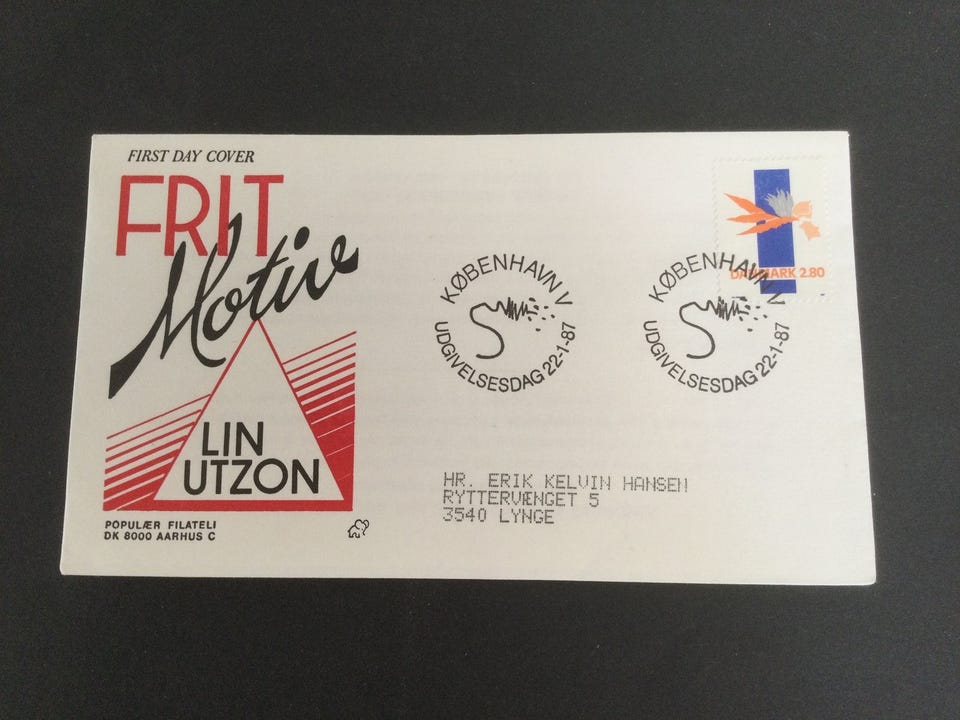 FIRST DAY COVER
FRIT
Motiv
LIN
UTZON
POPULÆR FILATELI
DK 8000 AARHUS C
KØBENHAVN V
UDGIVELSESDAG 22-1-87
KØBENHAVN V
UDGIVELSESDAG 22-1-87
DANMARK 2.80
HR. ERIK KELVIN HANSEN
RYTTERVÆNGET 5
3540 LYNGE